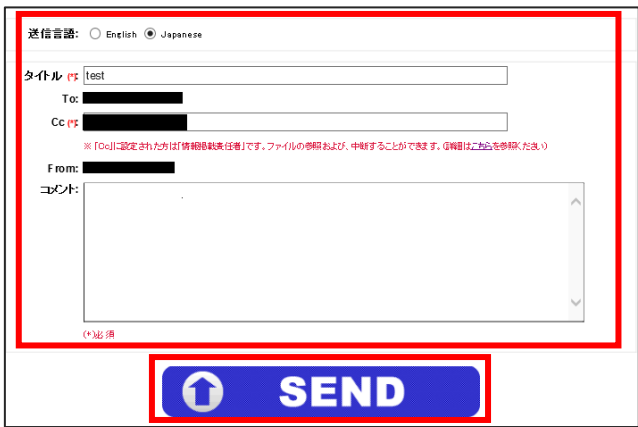 送信言語: English Japanese
タイトル (*): test
To:
Cc (*):
※「Cc」に設定された方は「情報掲載責任者」です。ファイルの参照および、中断することができます。(詳細はこちらを参照ください)
From:
コメント:
(*)必須
SEND